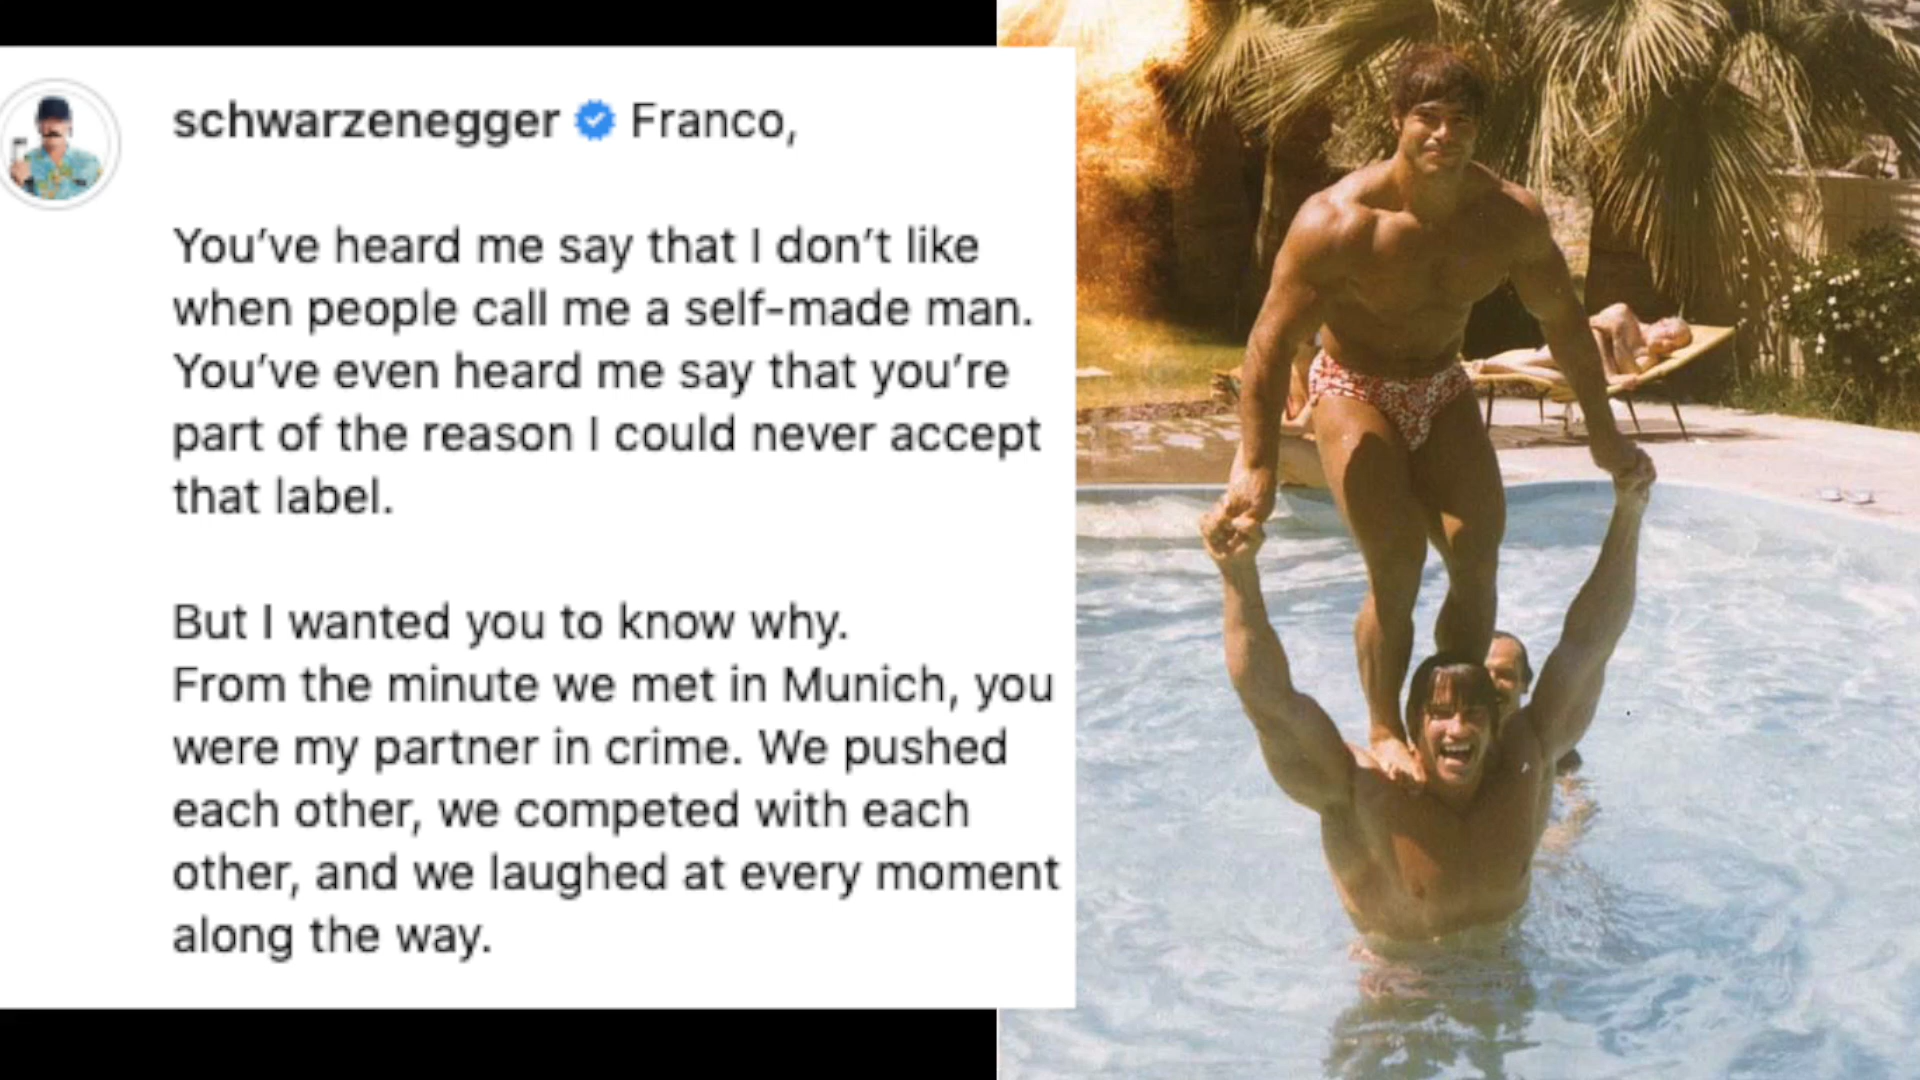 schwarzenegger Franco,
You’ve heard me say that I don’t like
when people call me a self-made man.
You’ve even heard me say that you’re
part of the reason I could never accept
that label.
But I wanted you to know why.
From the minute we met in Munich, you
were my partner in crime. We pushed
each other, we competed with each
other, and we laughed at every moment
along the way.